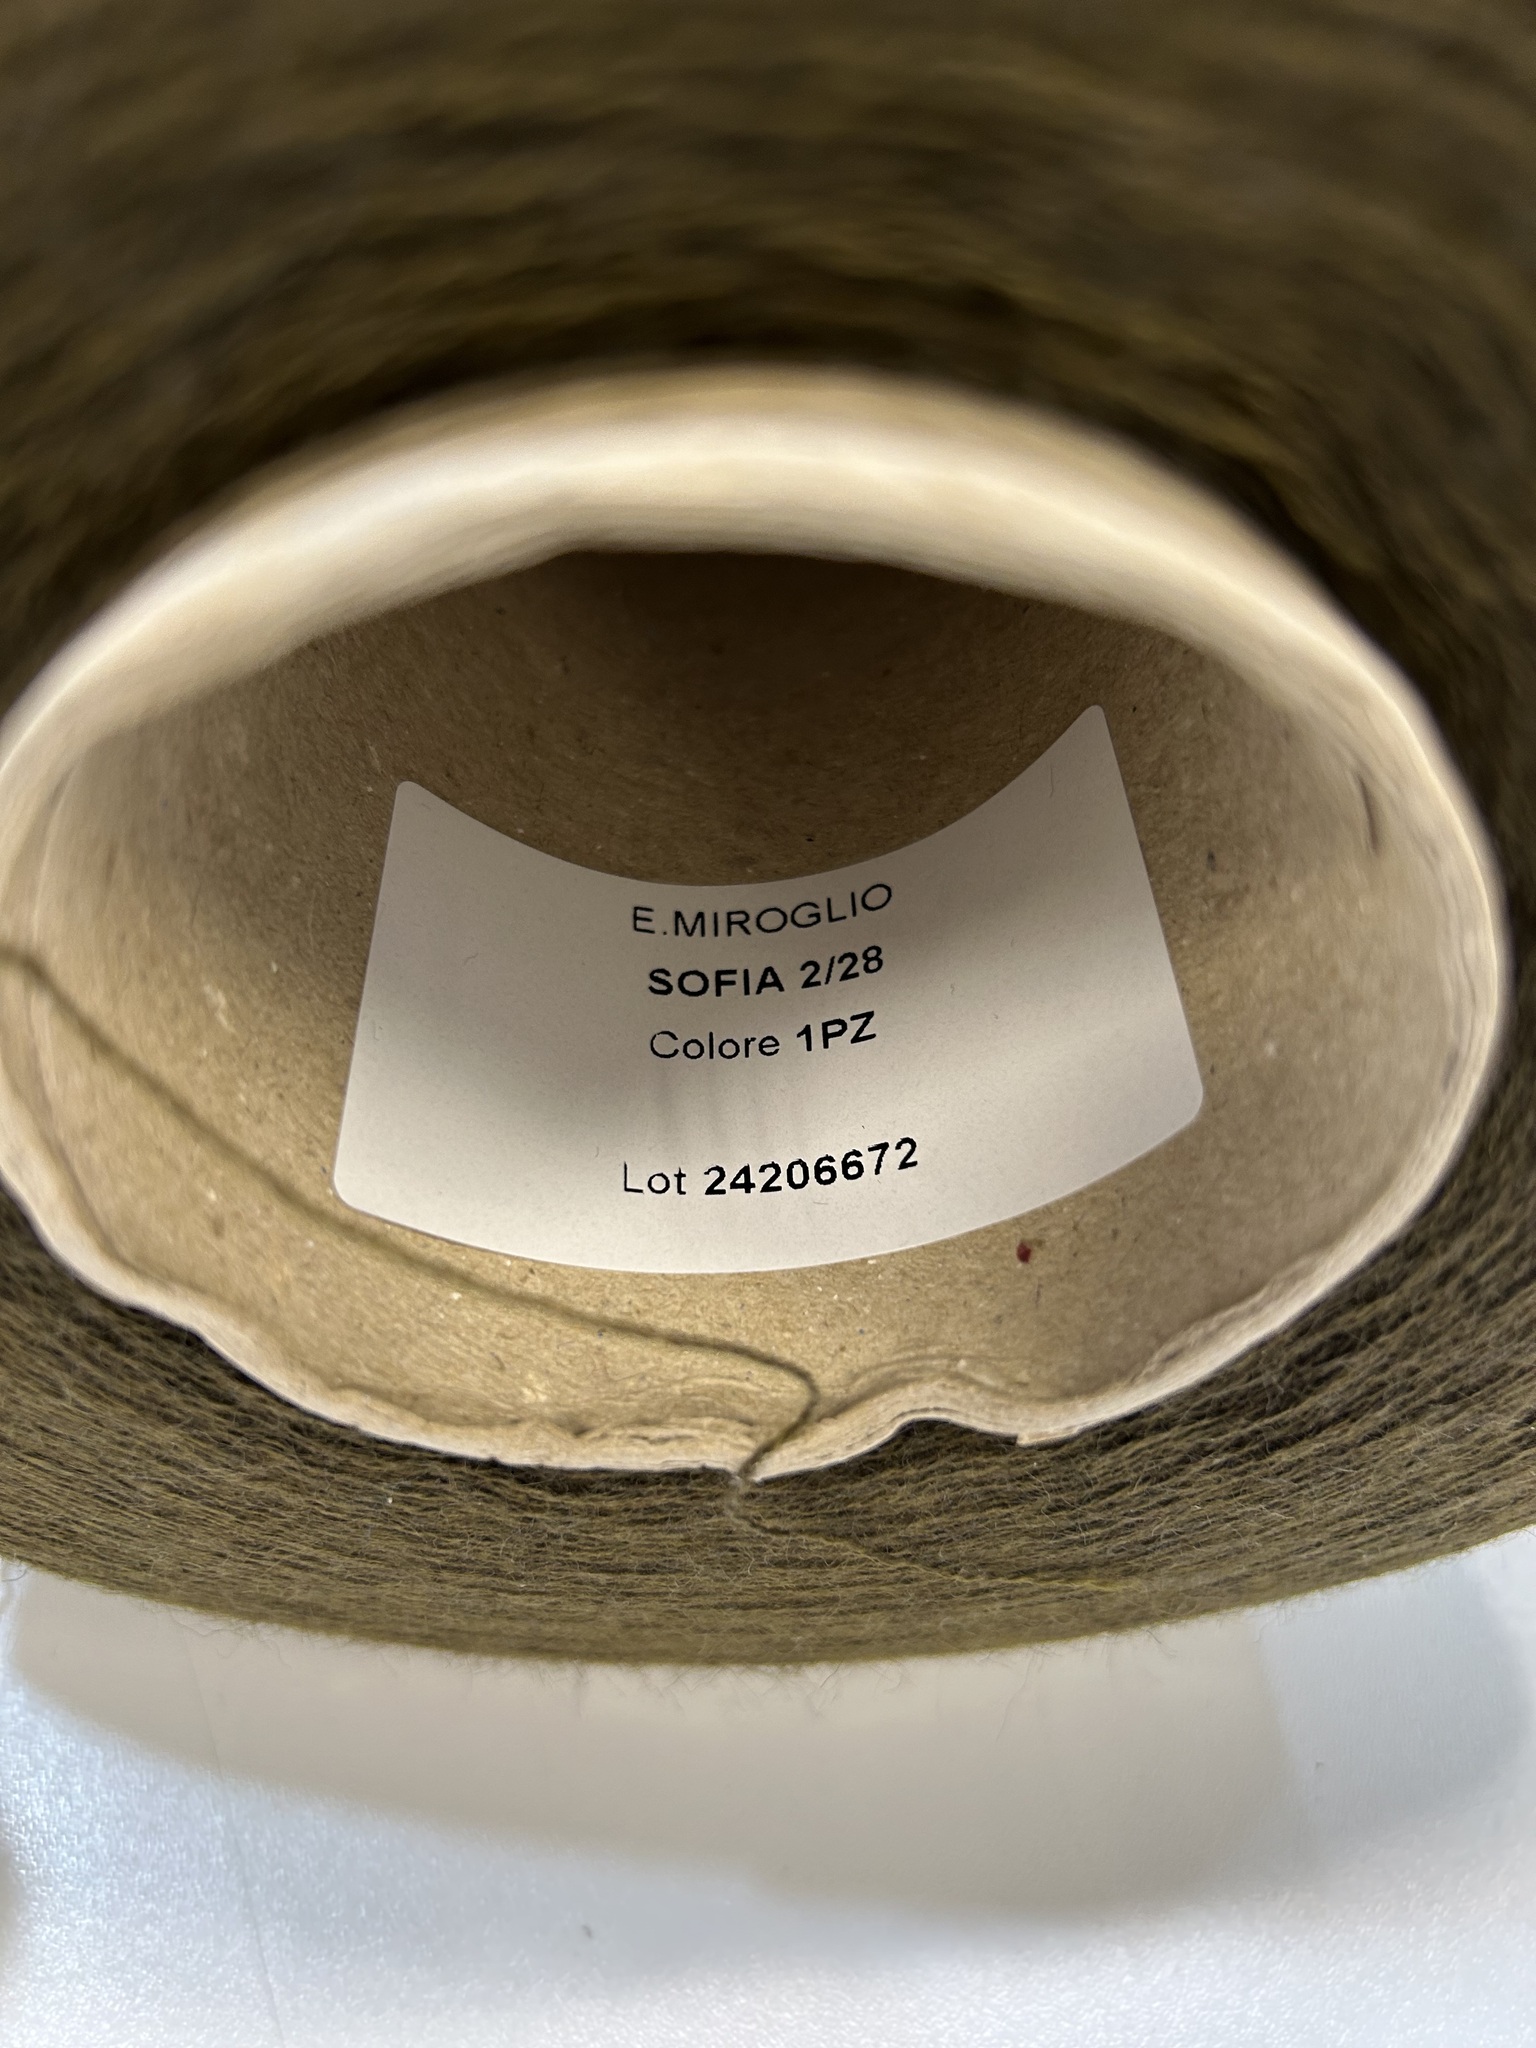 E.MIROGLIO
SOFIA 2/28
Colore 1PZ
Lot 24206672